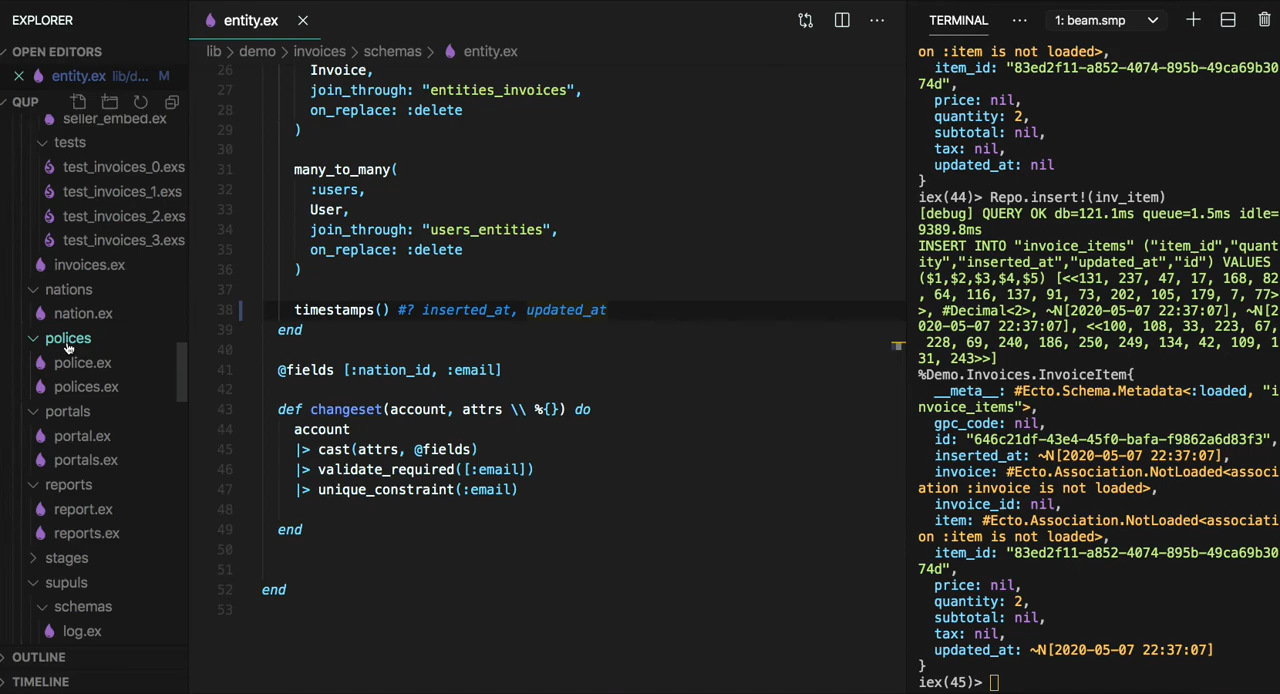 EXPLORER
OPEN EDITORS
entity.ex lib/d... M
QUP
seller_embed.ex
tests
test_invoices_0.exs
test_invoices_1.exs
test_invoices_2.exs
test_invoices_3.exs
invoices.ex
nations
nation.ex
polices
police.ex
polices.ex
portals
portal.ex
portals.ex
reports
report.ex
reports.ex
stages
supuls
schemas
log.ex
OUTLINE
TIMELINE
entity.ex
lib > demo > invoices > schemas > entity.ex
26 Invoice,
27 join_through: "entities_invoices",
28 on_replace: :delete
29 )
30
31 many_to_many(
32 :users,
33 User,
34 join_through: "users_entities",
35 on_replace: :delete
36 )
37
38 timestamps() #? inserted_at, updated_at
39 end
40
41 @fields [:nation_id, :email]
42
43 def changeset(account, attrs \\ %{}) do
44 account
45 |> cast(attrs, @fields)
46 |> validate_required([:email])
47 |> unique_constraint(:email)
48
49 end
50
51
52 end
53
TERMINAL ... 1: beam.smp
on :item is not loaded>,
item_id: "83ed2f11-a852-4074-895b-49ca69b30
74d",
price: nil,
quantity: 2,
subtotal: nil,
tax: nil,
updated_at: nil
}
iex(44)> Repo.insert!(inv_item)
[debug] QUERY OK db=121.1ms queue=1.5ms idle=
9389.8ms
INSERT INTO "invoice_items" ("item_id","quant
ity","inserted_at","updated_at","id") VALUES
($1,$2,$3,$4,$5) [<<131, 237, 47, 17, 168, 82
, 64, 116, 137, 91, 73, 202, 105, 179, 7, 77>
>, #Decimal<2>, ~N[2020-05-07 22:37:07], ~N[2
020-05-07 22:37:07], <<100, 108, 33, 223, 67,
228, 69, 240, 186, 250, 249, 134, 42, 109, 1
31, 243>>]
%Demo.Invoices.InvoiceItem{
__meta__: #Ecto.Schema.Metadata<:loaded, "i
nvoice_items">,
gpc_code: nil,
id: "646c21df-43e4-45f0-bafa-f9862a6d83f3",
inserted_at: ~N[2020-05-07 22:37:07],
invoice: #Ecto.Association.NotLoaded<associ
ation :invoice is not loaded>,
invoice_id: nil,
item: #Ecto.Association.NotLoaded<associati
on :item is not loaded>,
item_id: "83ed2f11-a852-4074-895b-49ca69b30
74d",
price: nil,
quantity: 2,
subtotal: nil,
tax: nil,
updated_at: ~N[2020-05-07 22:37:07]
}
iex(45)>